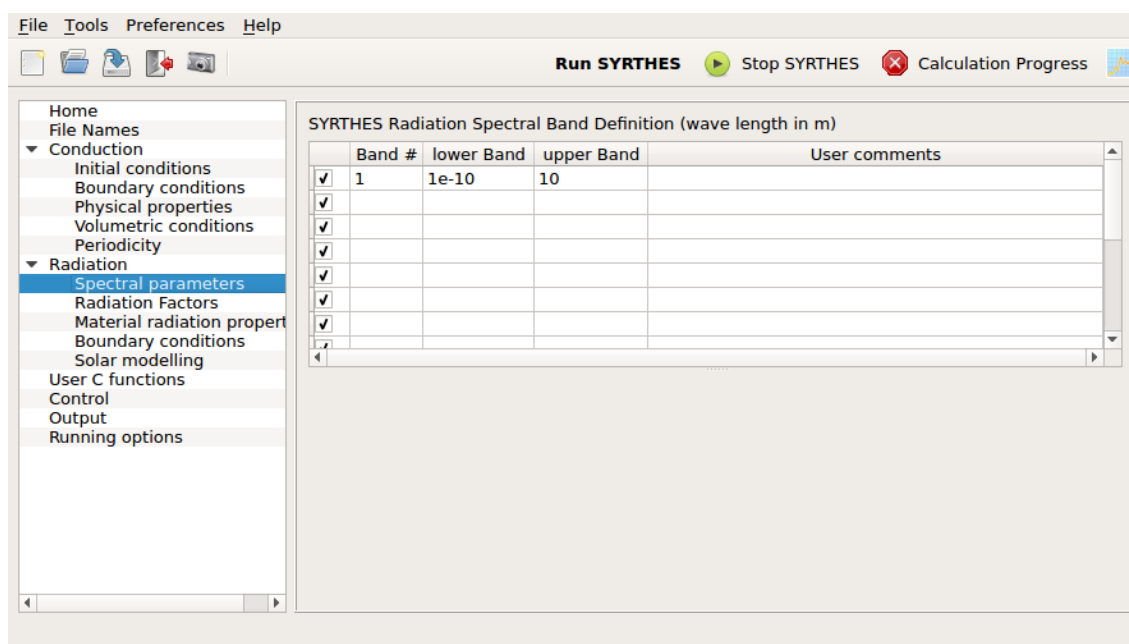 File Tools Preferences Help
Run SYRTHES Stop SYRTHES Calculation Progress
Home
File Names
Conduction
Initial conditions
Boundary conditions
Physical properties
Volumetric conditions
Periodicity
Radiation
Spectral parameters
Radiation Factors
Material radiation propert
Boundary conditions
Solar modelling
User C functions
Control
Output
Running options
SYRTHES Radiation Spectral Band Definition (wave length in m)
Band # lower Band upper Band User comments
1 1e-10 10